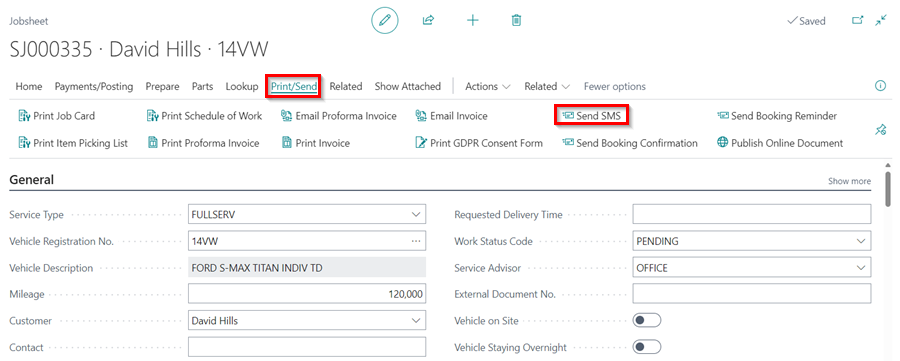 Jobsheet
Saved
SJ000335 · David Hills · 14VW
Home Payments/Posting Prepare Parts Lookup Print/Send Related Show Attached Actions Related Fewer options
Print Job Card Print Schedule of Work Email Proforma Invoice Email Invoice Send SMS Send Booking Reminder
Print Item Picking List Print Proforma Invoice Print Invoice Print GDPR Consent Form Send Booking Confirmation Publish Online Document
General Show more
Service Type FULLSERV Requested Delivery Time
Vehicle Registration No. 14VW Work Status Code PENDING
Vehicle Description FORD S-MAX TITAN INDIV TD Service Advisor OFFICE
Mileage 120,000 External Document No.
Customer David Hills Vehicle on Site
Contact Vehicle Staying Overnight